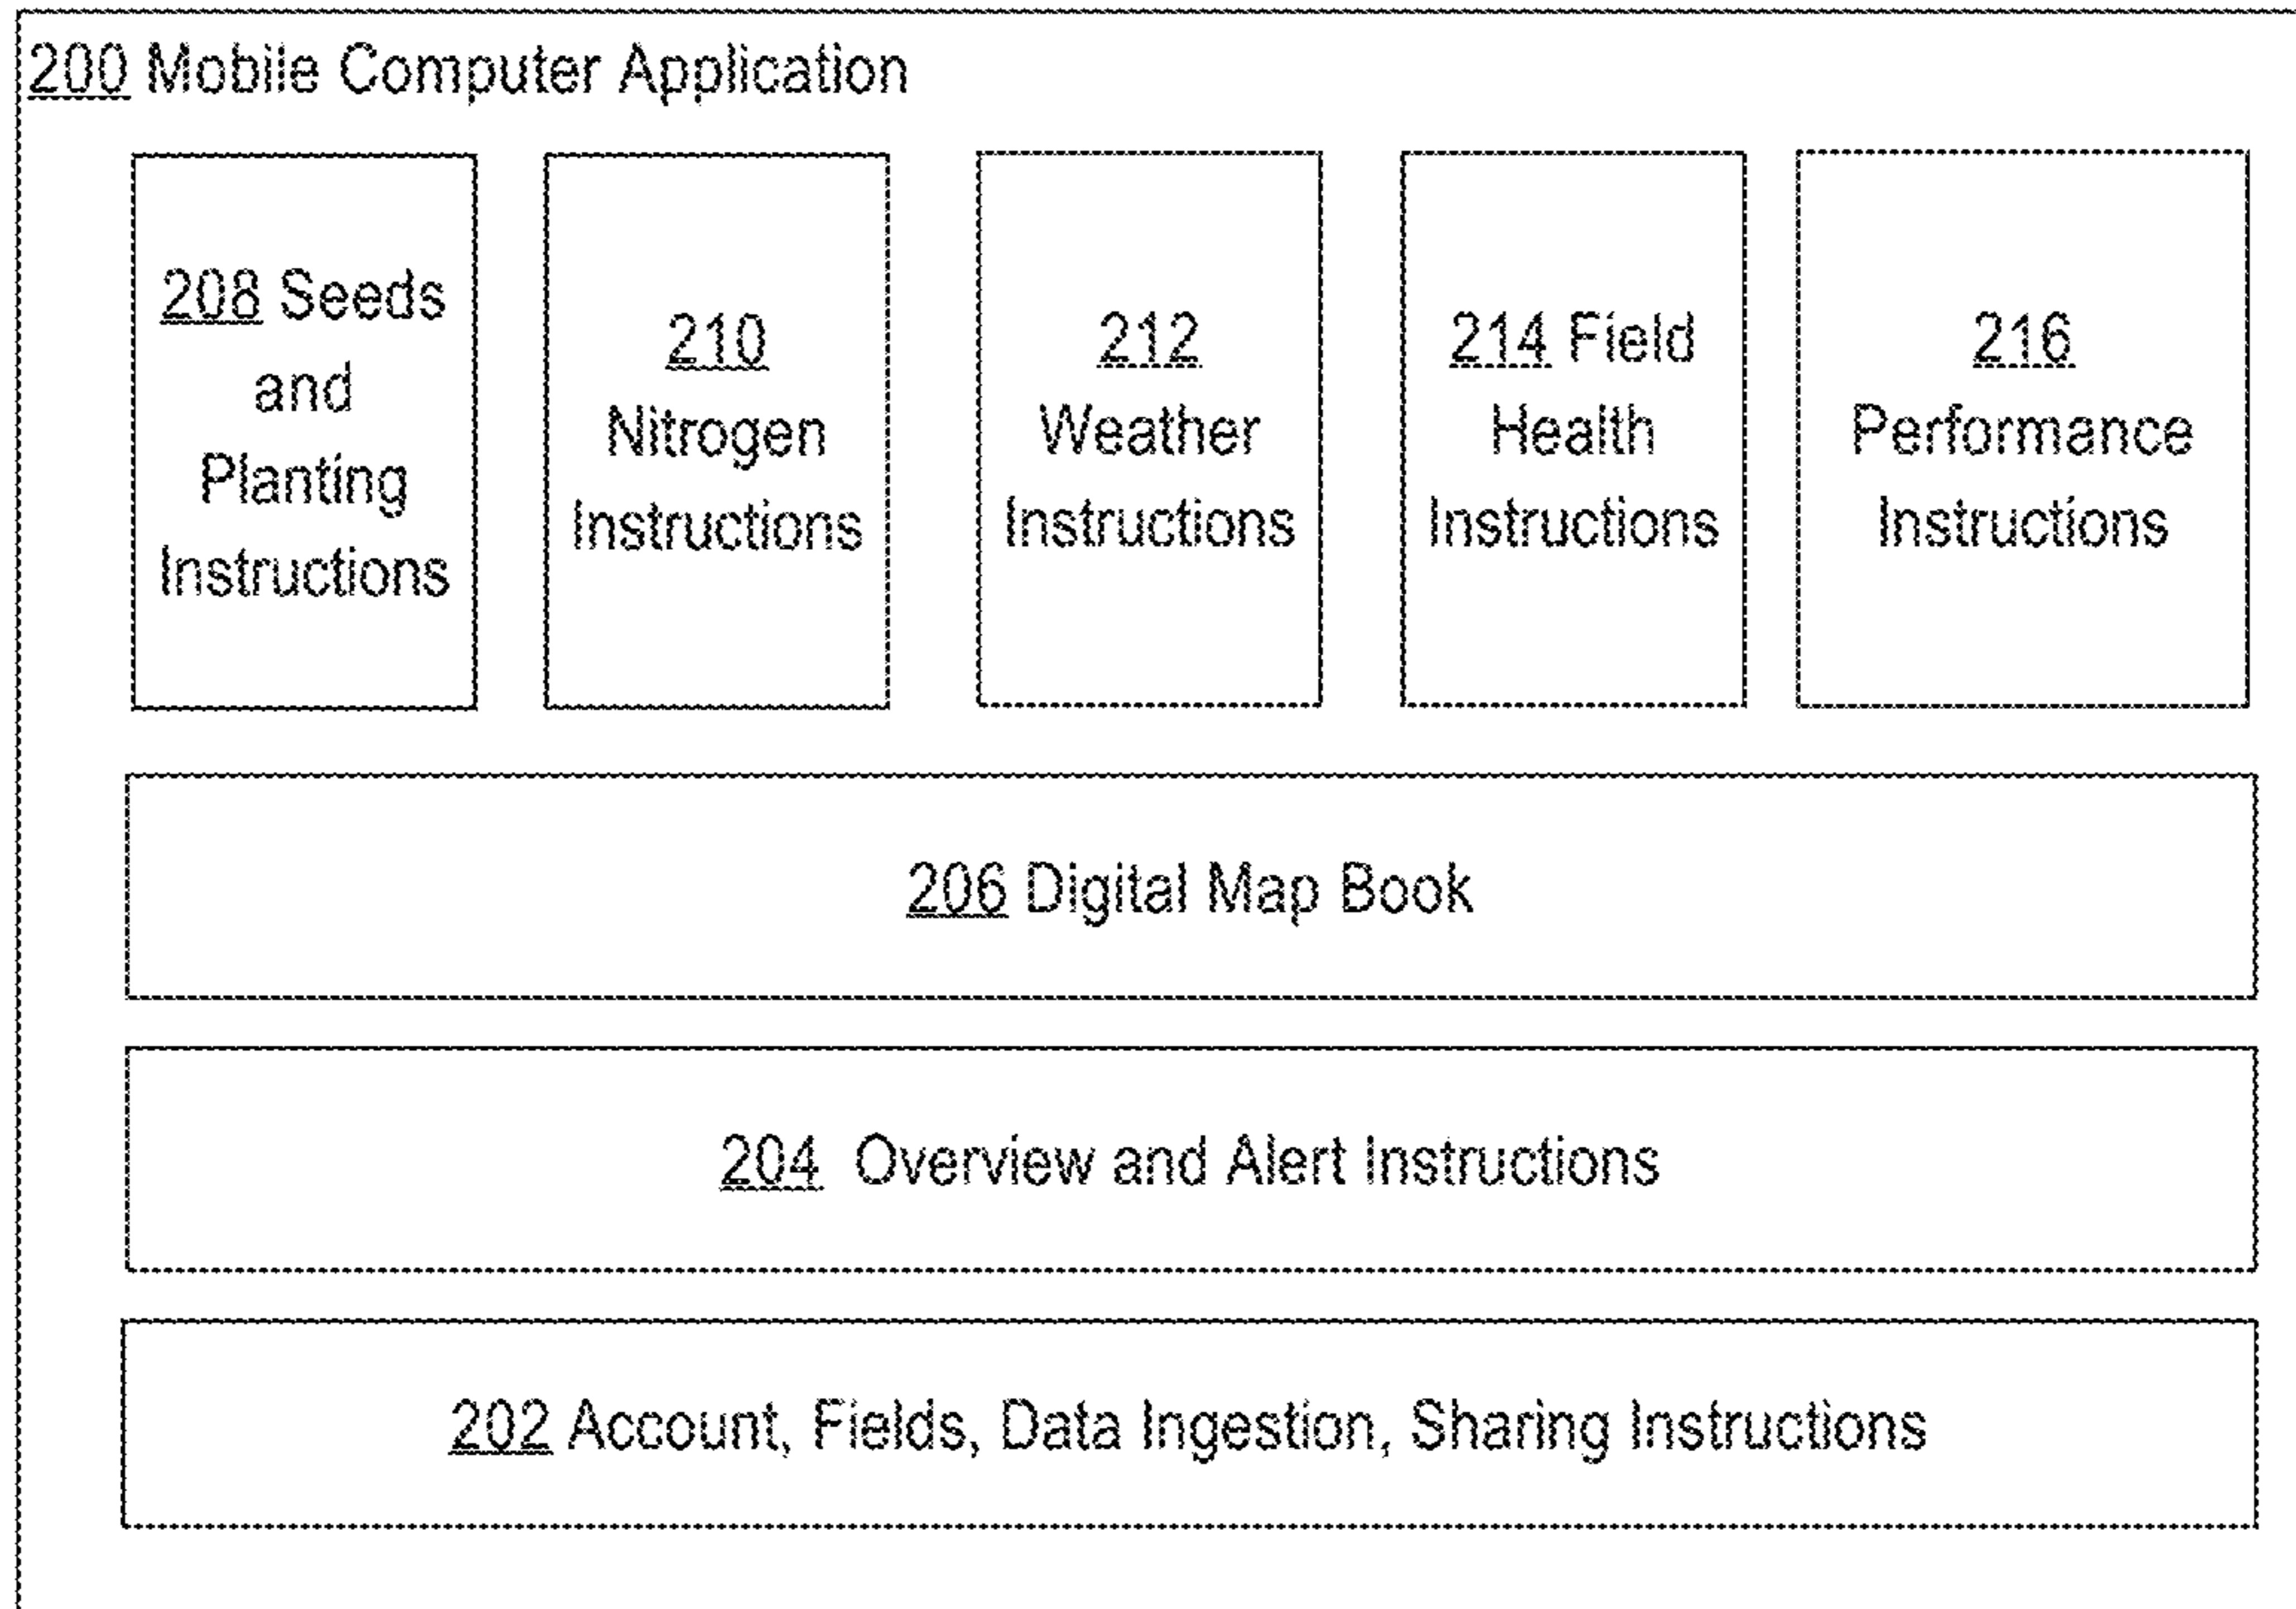 200 Mobile Computer Application
208 Seeds
and
Planting
Instructions
210
Nitrogen
Instructions
212
Weather
Instructions
214 Field
Health
Instructions
216
Performance
Instructions
206 Digital Map Book
204 Overview and Alert Instructions
202 Account, Fields, Data Ingestion, Sharing Instructions